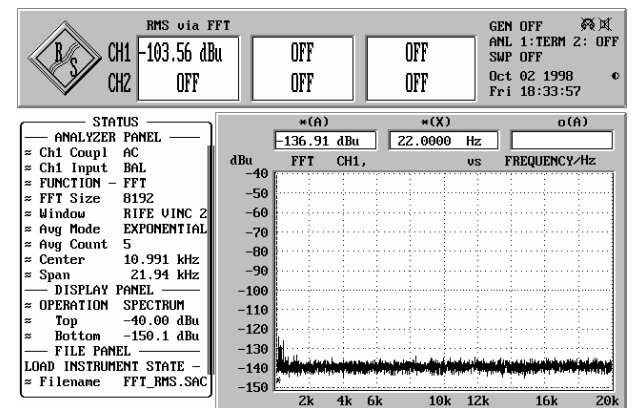 RMS via FFT
R S
CH1 -103.56 dBu OFF OFF
CH2 OFF OFF OFF
GEN OFF
ANL 1:TERM 2: OFF
SWP OFF
Oct 02 1998
Fri 18:33:57
STATUS
ANALYZER PANEL
≈ Ch1 Coupl AC
≈ Ch1 Input BAL
≈ FUNCTION - FFT
≈ FFT Size 8192
≈ Window RIFE VINC 2
≈ Avg Mode EXPONENTIAL
≈ Avg Count 5
≈ Center 10.991 kHz
≈ Span 21.94 kHz
DISPLAY PANEL
≈ OPERATION SPECTRUM
≈ Top -40.00 dBu
≈ Bottom -150.1 dBu
FILE PANEL
LOAD INSTRUMENT STATE -
≈ Filename FFT_RMS.SAC
*(A) *(X) o(A)
-136.91 dBu 22.0000 Hz
dBu FFT CH1, vs FREQUENCY/Hz
-40
-50
-60
-70
-80
-90
-100
-110
-120
-130
-140
-150
2k 4k 6k 10k 12k 16k 20k